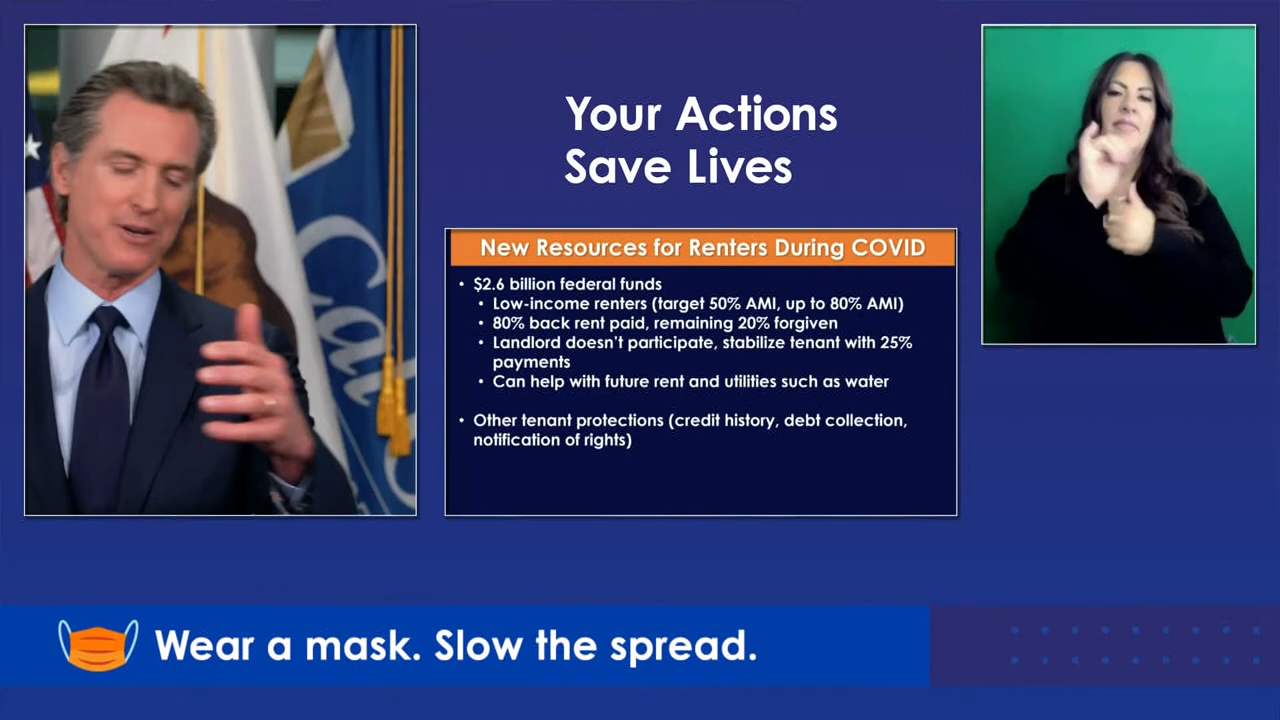 Your Actions
Save Lives
New Resources for Renters During COVID
• $2.6 billion federal funds
• Low-income renters (target 50% AMI, up to 80% AMI)
• 80% back rent paid, remaining 20% forgiven
• Landlord doesn't participate, stabilize tenant with 25%
payments
• Can help with future rent and utilities such as water
• Other tenant protections (credit history, debt collection,
notification of rights)
Wear a mask. Slow the spread.